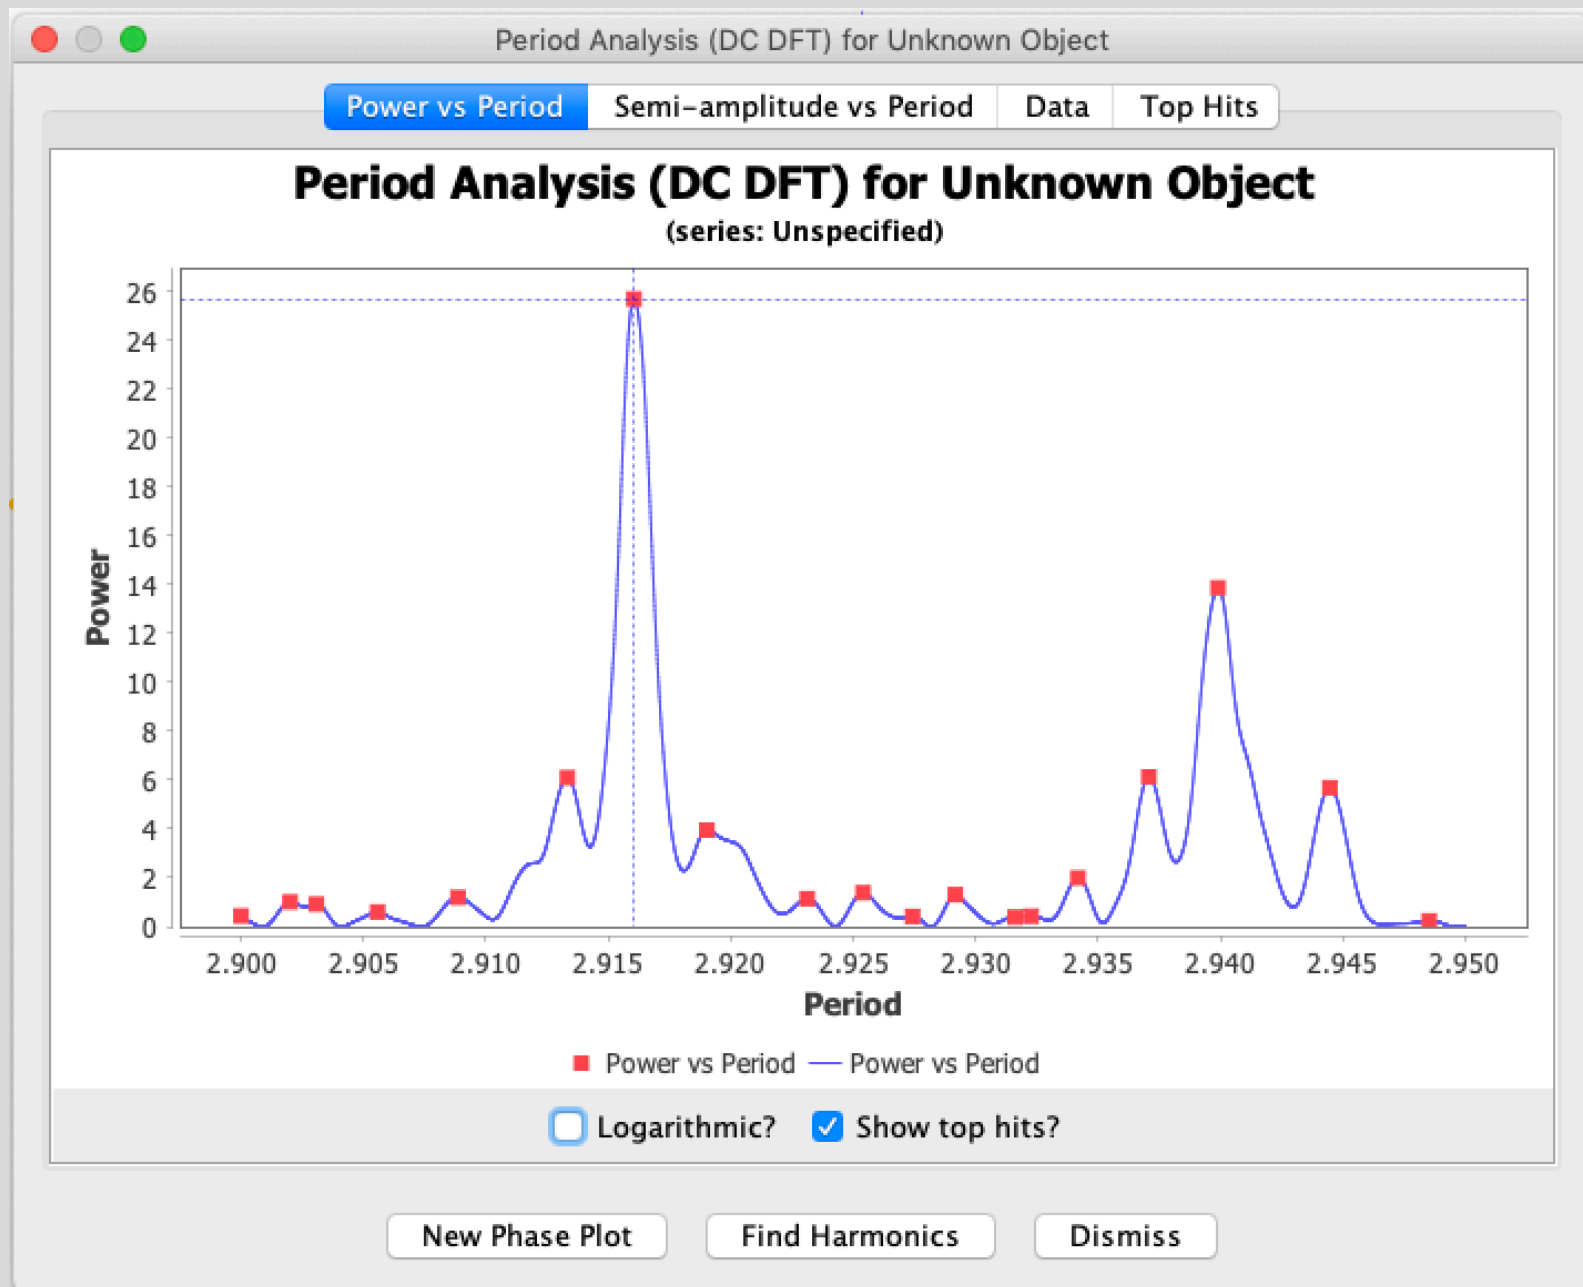 Period Analysis (DC DFT) for Unknown Object
Power vs Period Semi-amplitude vs Period Data Top Hits
Period Analysis (DC DFT) for Unknown Object
(series: Unspecified)
26
24
22
20
18
16
14
12
10
8
6
4
2
0
Power
2.900 2.905 2.910 2.915 2.920 2.925 2.930 2.935 2.940 2.945 2.950
Period
Power vs Period Power vs Period
Logarithmic? Show top hits?
New Phase Plot Find Harmonics Dismiss